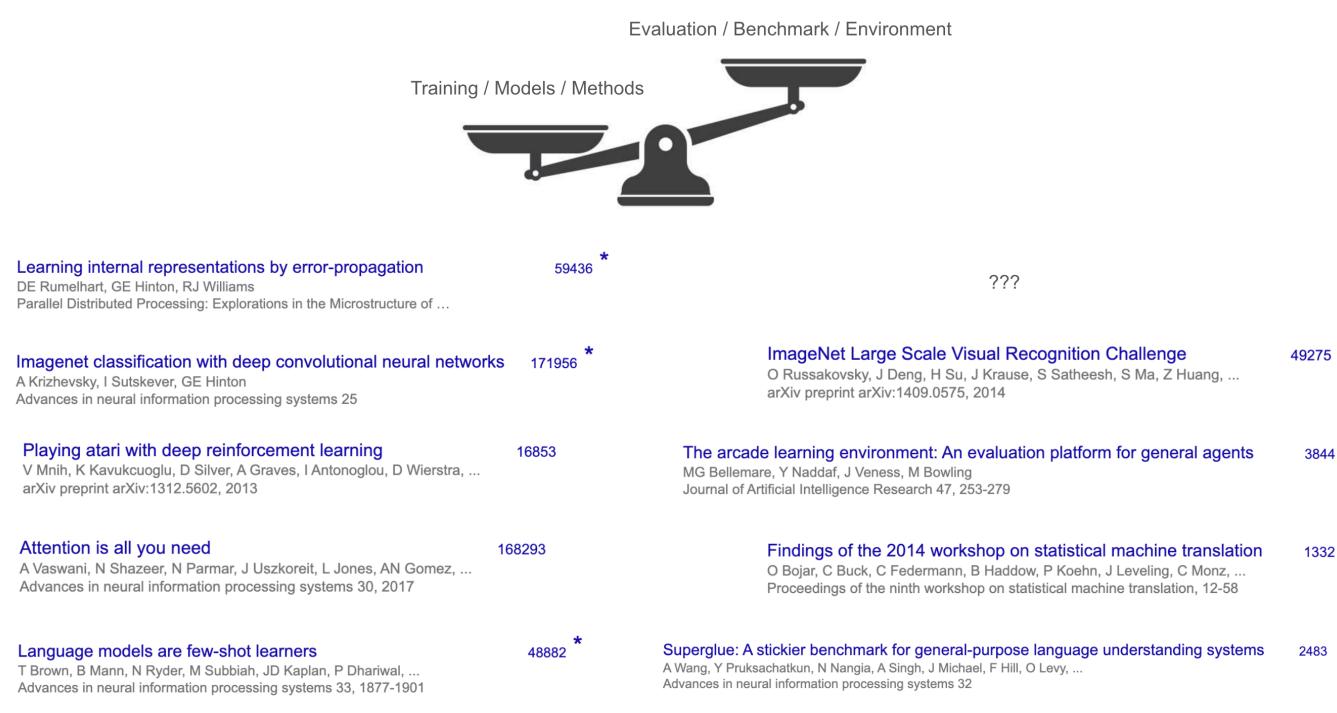 Evaluation / Benchmark / Environment
Training / Models / Methods
Learning internal representations by error-propagation 59436 *
DE Rumelhart, GE Hinton, RJ Williams
Parallel Distributed Processing: Explorations in the Microstructure of …
???
Imagenet classification with deep convolutional neural networks 171956 *
A Krizhevsky, I Sutskever, GE Hinton
Advances in neural information processing systems 25
ImageNet Large Scale Visual Recognition Challenge 49275
O Russakovsky, J Deng, H Su, J Krause, S Satheesh, S Ma, Z Huang, ...
arXiv preprint arXiv:1409.0575, 2014
Playing atari with deep reinforcement learning 16853
V Mnih, K Kavukcuoglu, D Silver, A Graves, I Antonoglou, D Wierstra, ...
arXiv preprint arXiv:1312.5602, 2013
The arcade learning environment: An evaluation platform for general agents 3844
MG Bellemare, Y Naddaf, J Veness, M Bowling
Journal of Artificial Intelligence Research 47, 253-279
Attention is all you need 168293
A Vaswani, N Shazeer, N Parmar, J Uszkoreit, L Jones, AN Gomez, ...
Advances in neural information processing systems 30, 2017
Findings of the 2014 workshop on statistical machine translation 1332
O Bojar, C Buck, C Federmann, B Haddow, P Koehn, J Leveling, C Monz, ...
Proceedings of the ninth workshop on statistical machine translation, 12-58
Language models are few-shot learners 48882 *
T Brown, B Mann, N Ryder, M Subbiah, JD Kaplan, P Dhariwal, ...
Advances in neural information processing systems 33, 1877-1901
Superglue: A stickier benchmark for general-purpose language understanding systems 2483
A Wang, Y Pruksachatkun, N Nangia, A Singh, J Michael, F Hill, O Levy, ...
Advances in neural information processing systems 32